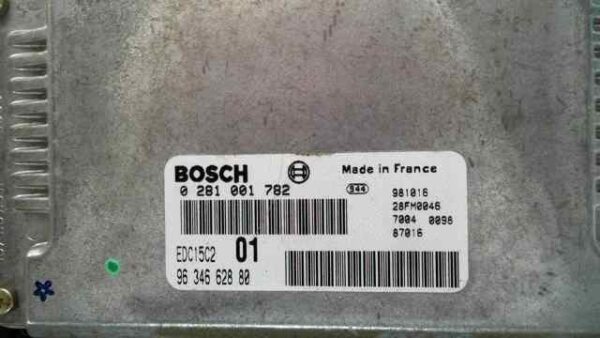 BOSCH
Made in France
0 281 001 782
944
981016
28FM0046
7004 0098
87016
EDC15C2 01
96 346 628 80